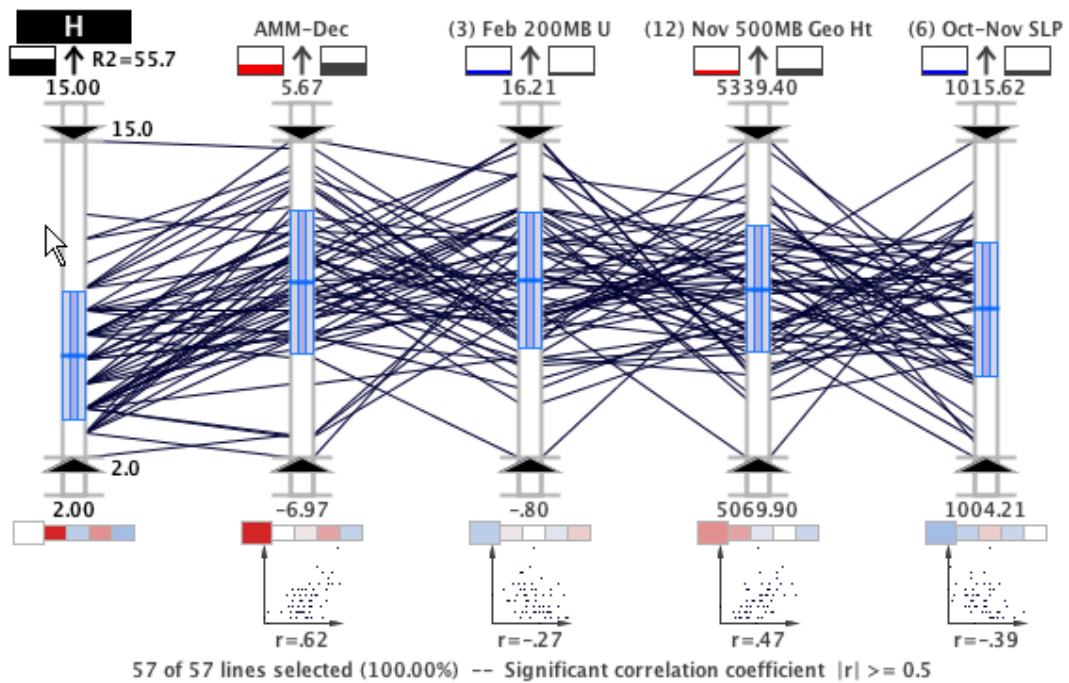 H
AMM-Dec
(3) Feb 200MB U
(12) Nov 500MB Geo Ht
(6) Oct-Nov SLP
R2=55.7
15.00
5.67
16.21
5339.40
1015.62
15.0
2.0
2.00
-6.97
-.80
5069.90
1004.21
r=.62
r=-.27
r=.47
r=-.39
57 of 57 lines selected (100.00%) -- Significant correlation coefficient |r| >= 0.5